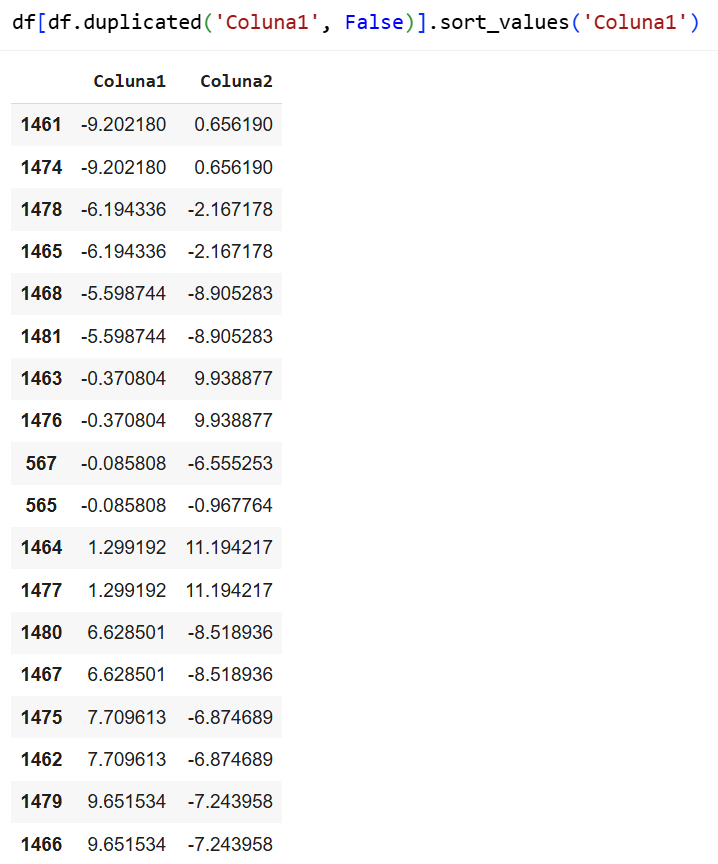 df[df.duplicated('Coluna1', False)].sort_values('Coluna1')
Coluna1 Coluna2
1461 -9.202180 0.656190
1474 -9.202180 0.656190
1478 -6.194336 -2.167178
1465 -6.194336 -2.167178
1468 -5.598744 -8.905283
1481 -5.598744 -8.905283
1463 -0.370804 9.938877
1476 -0.370804 9.938877
567 -0.085808 -6.555253
565 -0.085808 -0.967764
1464 1.299192 11.194217
1477 1.299192 11.194217
1480 6.628501 -8.518936
1467 6.628501 -8.518936
1475 7.709613 -6.874689
1462 7.709613 -6.874689
1479 9.651534 -7.243958
1466 9.651534 -7.243958